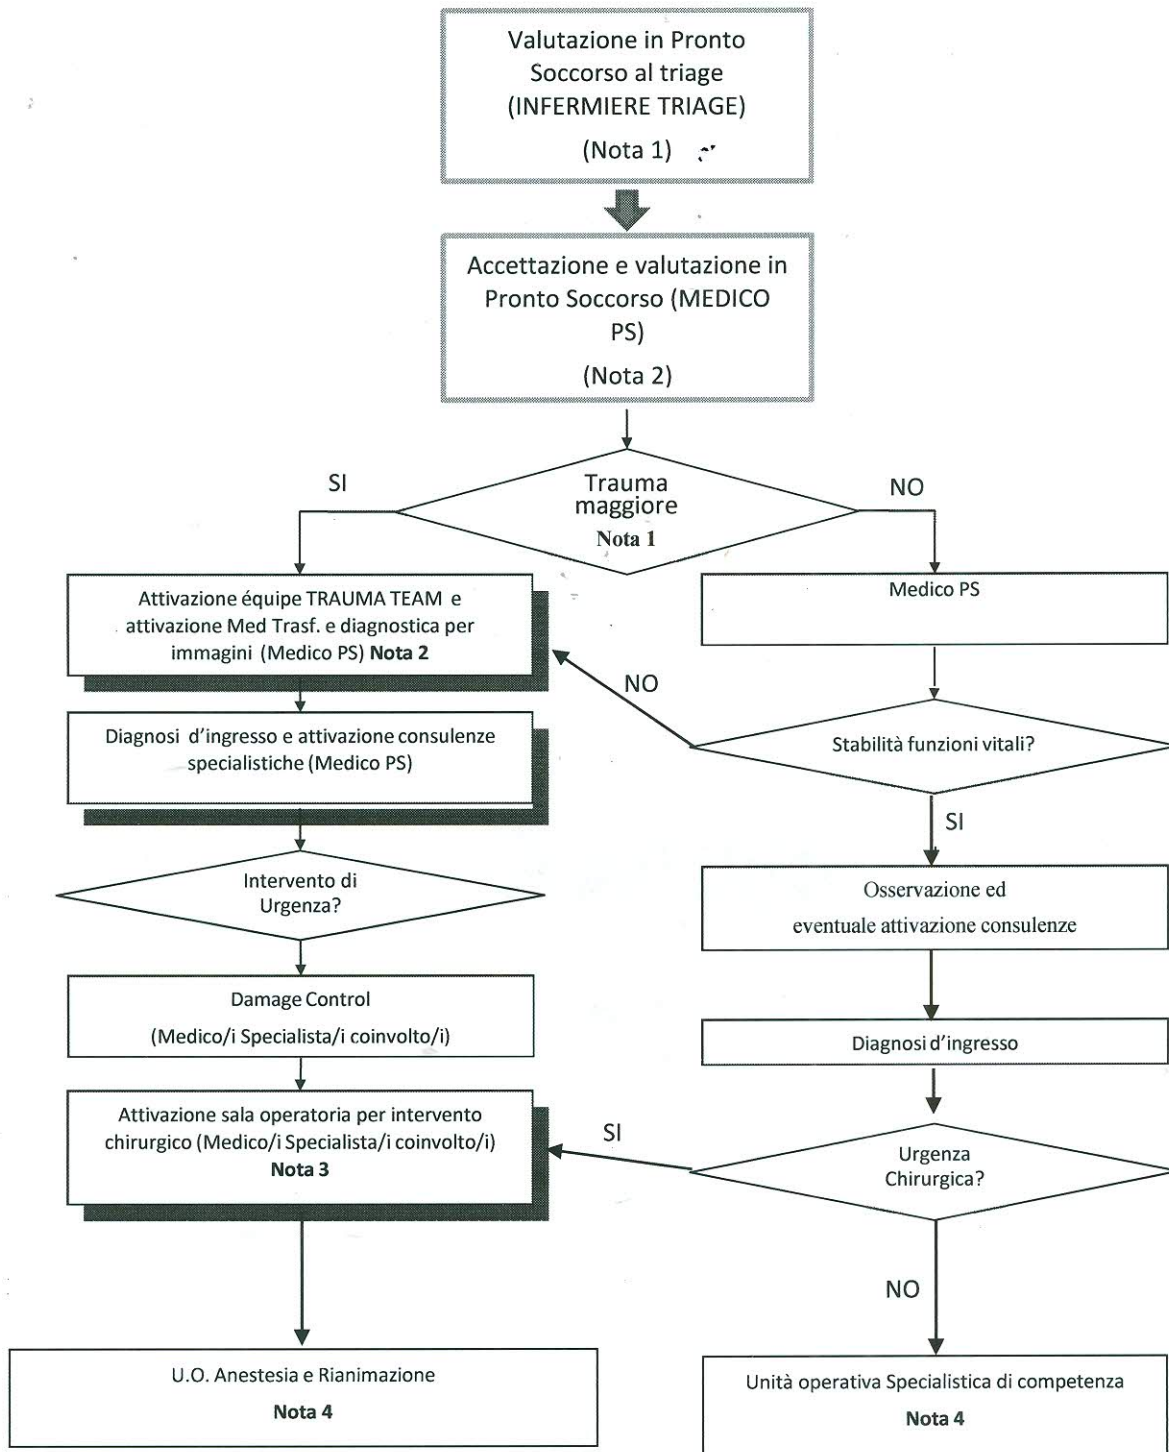 Valutazione in Pronto
Soccorso al triage
(INFERMIERE TRIAGE)
(Nota 1)
Accettazione e valutazione in
Pronto Soccorso (MEDICO
PS)
(Nota 2)
SI
Trauma
maggiore
Nota 1
NO
Attivazione équipe TRAUMA TEAM e
attivazione Med Trasf. e diagnostica per
immagini (Medico PS) Nota 2
Medico PS
NO
Diagnosi d'ingresso e attivazione consulenze
specialistiche (Medico PS)
Stabilità funzioni vitali?
SI
Intervento di
Urgenza?
Osservazione ed
eventuale attivazione consulenze
Damage Control
(Medico/i Specialista/i coinvolto/i)
Diagnosi d'ingresso
Attivazione sala operatoria per intervento
chirurgico (Medico/i Specialista/i coinvolto/i)
Nota 3
SI
Urgenza
Chirurgica?
NO
U.O. Anestesia e Rianimazione
Nota 4
Unità operativa Specialistica di competenza
Nota 4